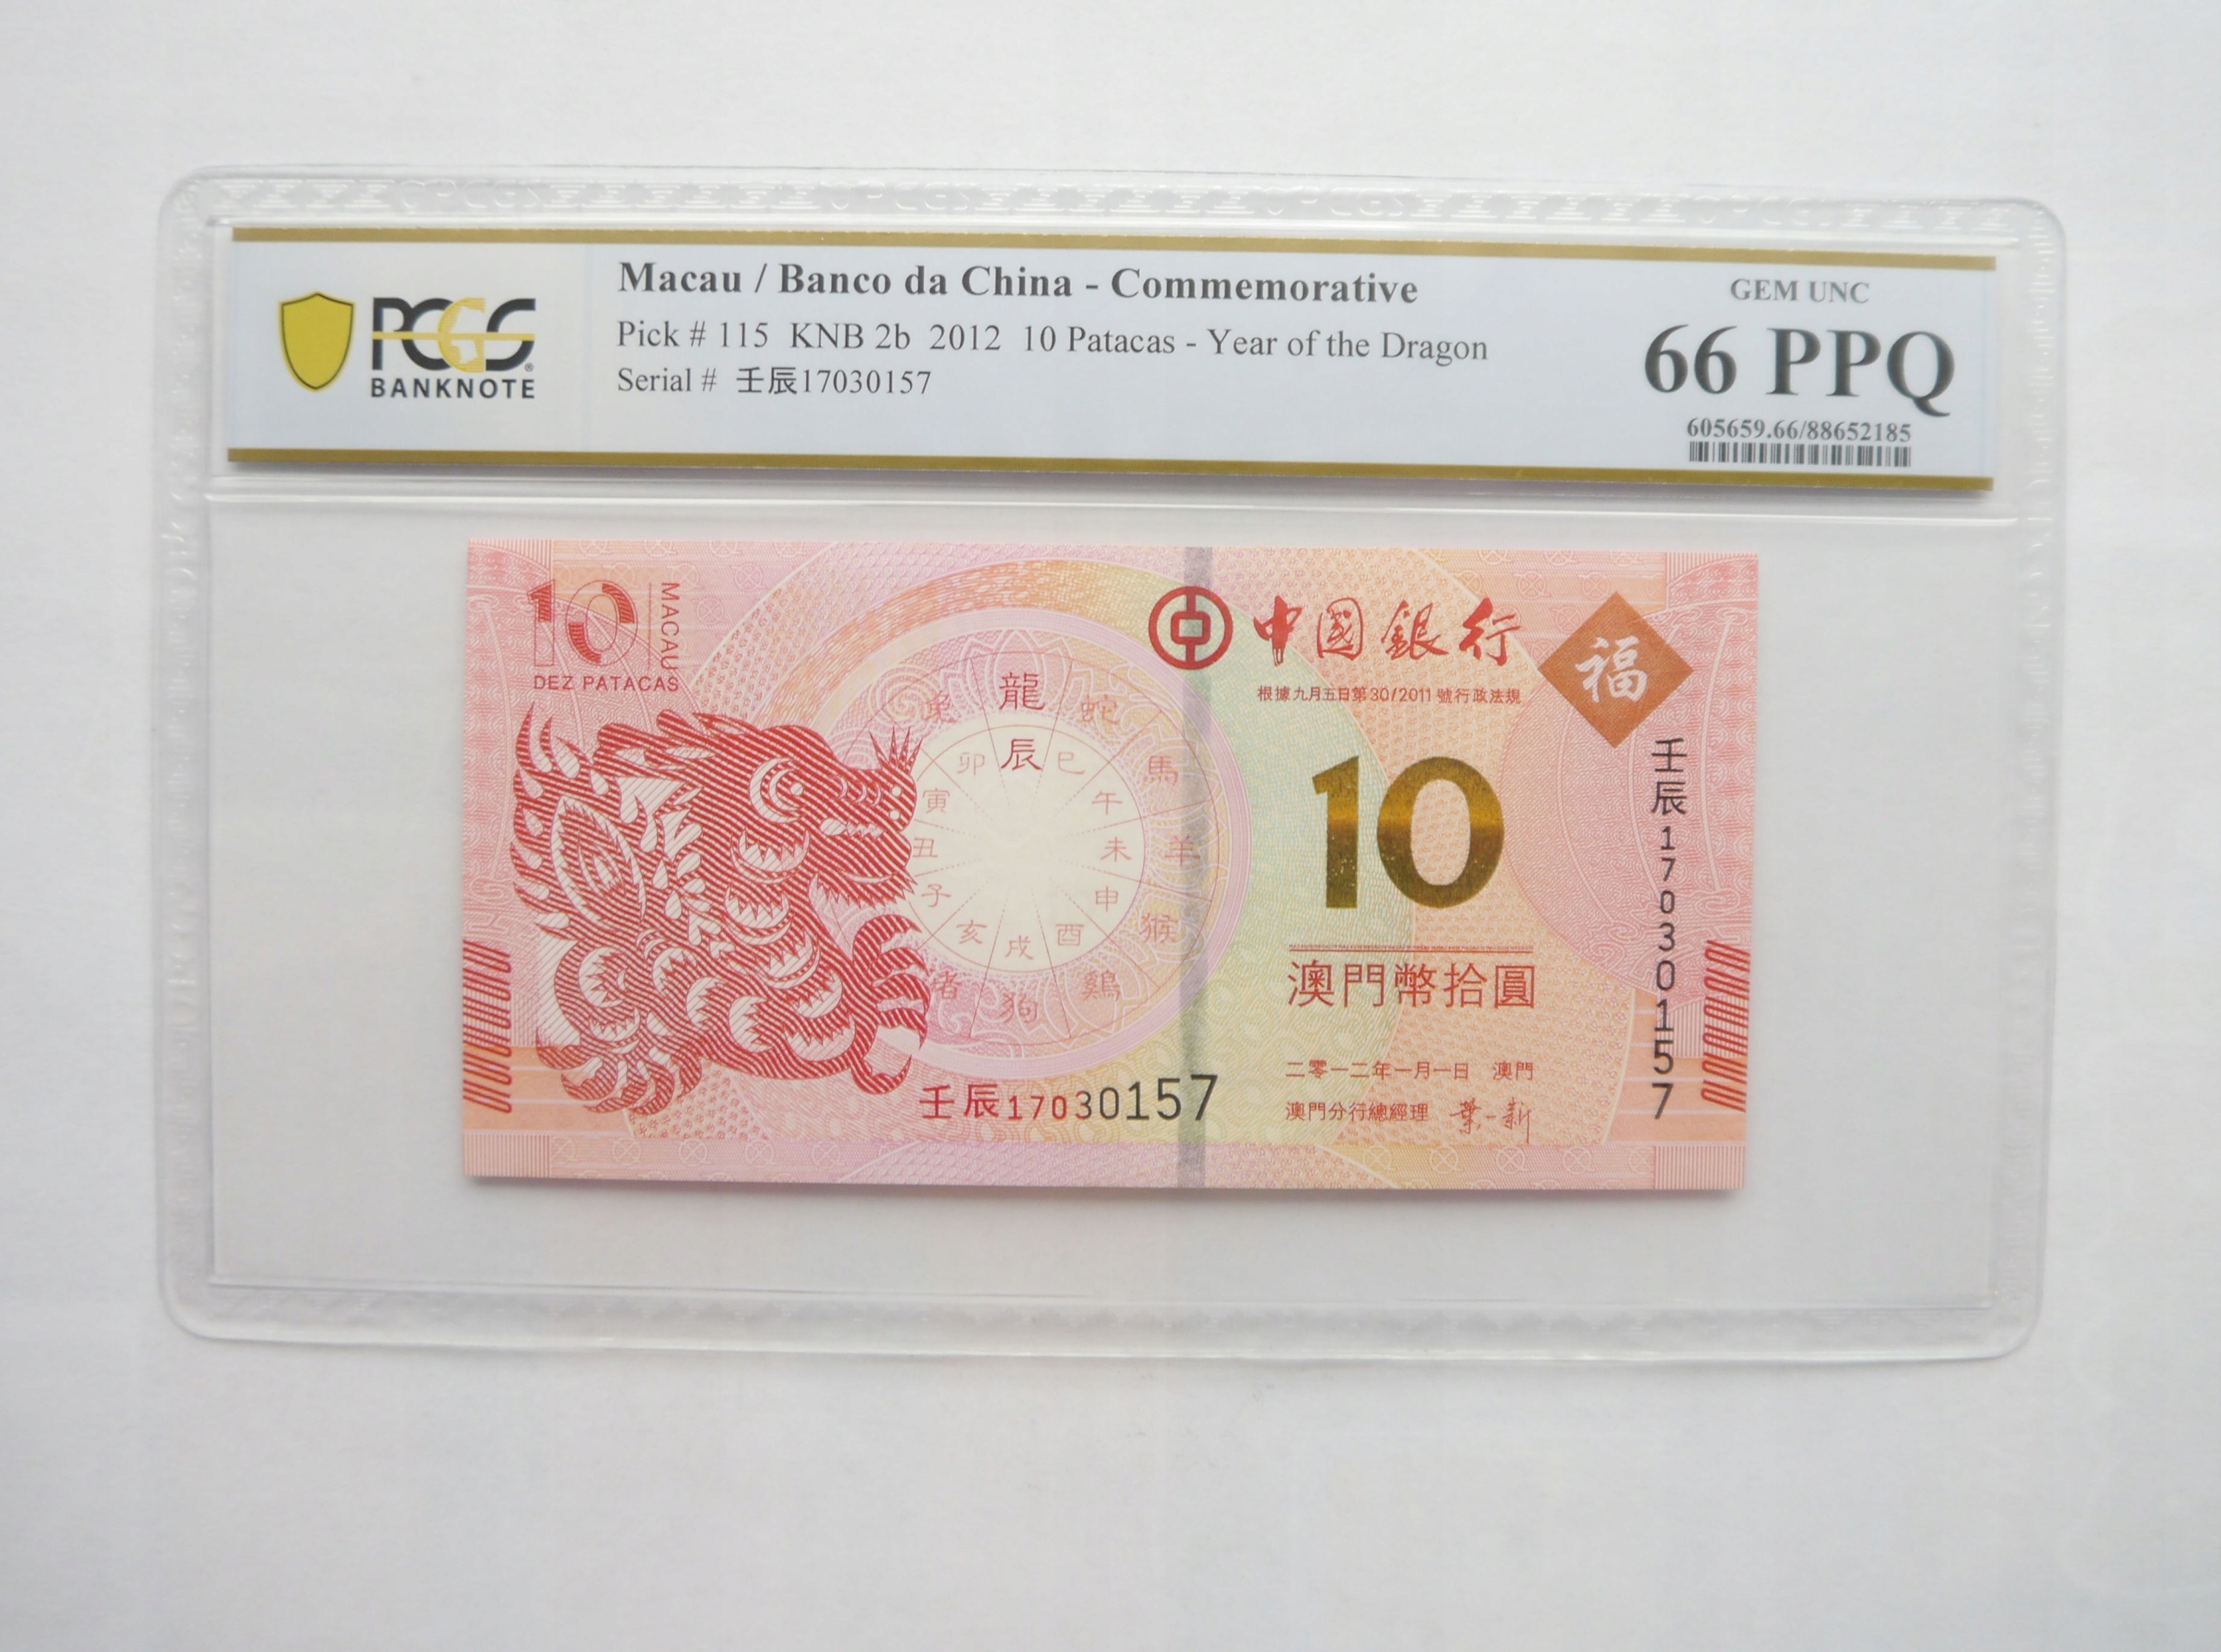 PCGS
BANKNOTE
Macau / Banco da China - Commemorative
Pick # 115 KNB 2b 2012 10 Patacas - Year of the Dragon
Serial # 壬辰17030157
GEM UNC
66 PPQ
605659.66/88652185
10
MACAU
DEZ PATACAS
中國銀行
根據九月五日第30/2011號行政法規
福
龍
蛇
馬
羊
猴
鷄
狗
猪
兔
辰
巳
午
未
申
酉
戌
亥
子
丑
寅
卯
10
澳門幣拾圓
二零一二年一月一日 澳門
澳門分行總經理 葉一新
壬辰17030157
壬辰17030157